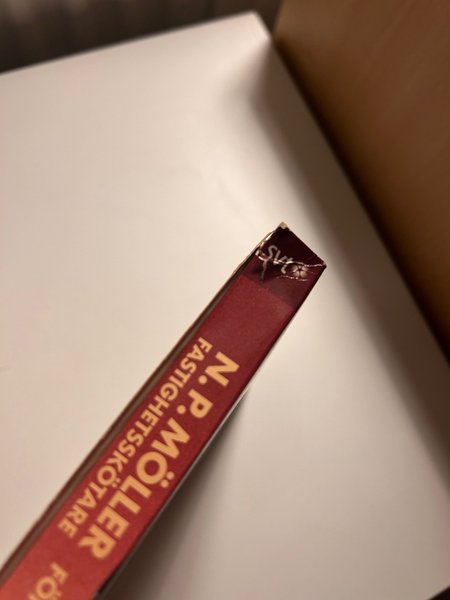 svt
N. P. MÖLLER
FASTIGHETSSKÖTARE